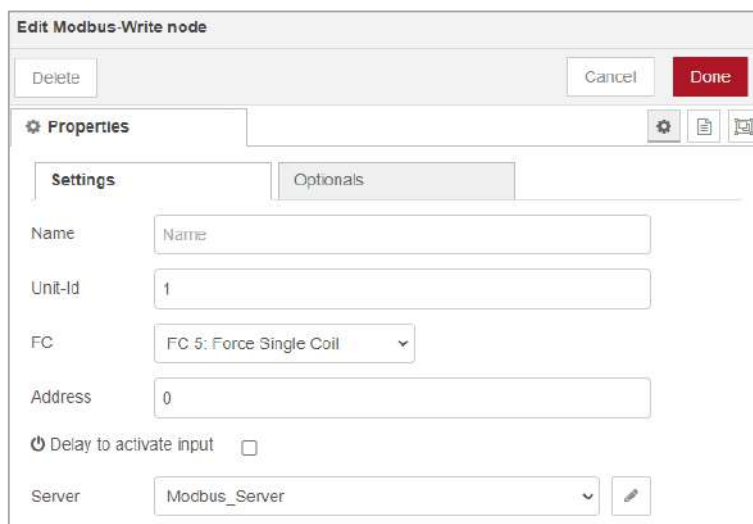 Edit Modbus-Write node
Delete
Cancel
Done
Properties
Settings
Optionals
Name
Name
Unit-Id
1
FC
FC 5: Force Single Coil
Address
0
Delay to activate input
Server
Modbus_Server